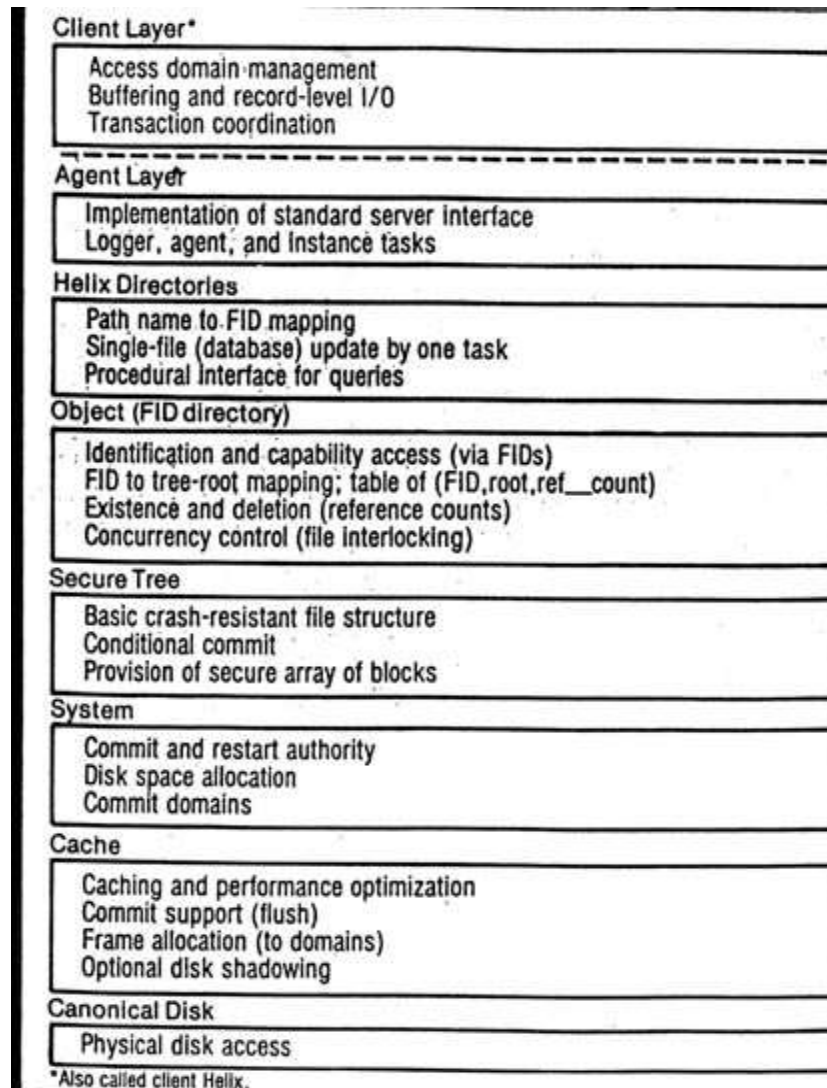 Client Layer*
Access domain management
Buffering and record-level I/O
Transaction coordination
Agent Layer
Implementation of standard server interface
Logger, agent, and instance tasks
Helix Directories
Path name to FID mapping
Single-file (database) update by one task
Procedural interface for queries
Object (FID directory)
Identification and capability access (via FIDs)
FID to tree-root mapping; table of (FID,root,ref__count)
Existence and deletion (reference counts)
Concurrency control (file interlocking)
Secure Tree
Basic crash-resistant file structure
Conditional commit
Provision of secure array of blocks
System
Commit and restart authority
Disk space allocation
Commit domains
Cache
Caching and performance optimization
Commit support (flush)
Frame allocation (to domains)
Optional disk shadowing
Canonical Disk
Physical disk access
*Also called client Helix.